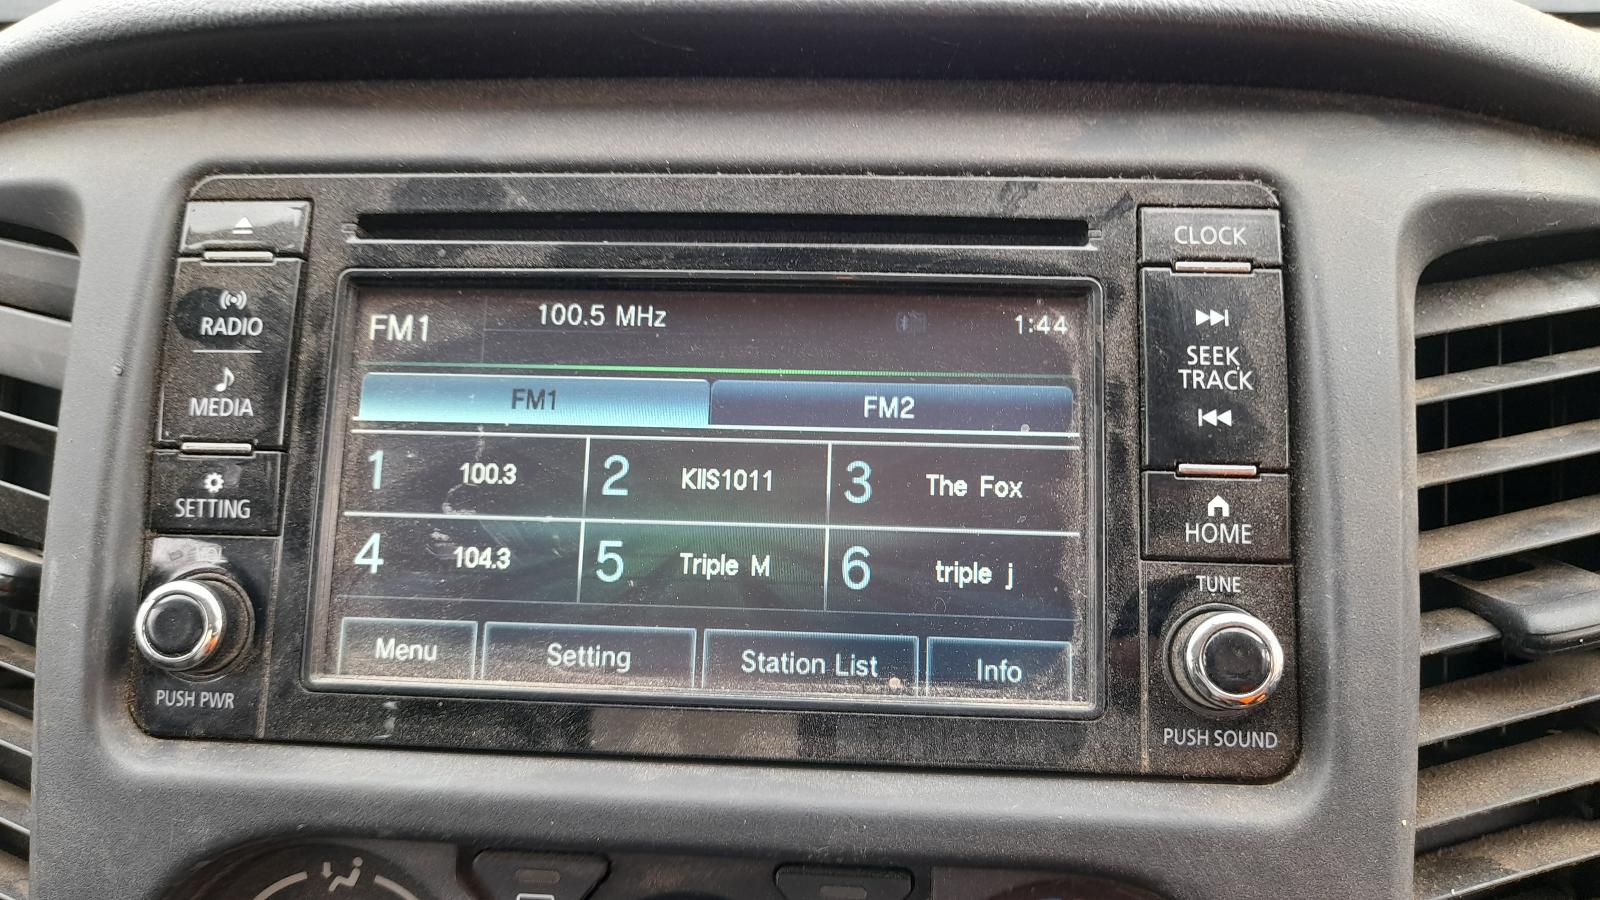 CLOCK
RADIO
MEDIA
SETTING
PUSH PWR
FM1
100.5 MHz
1:44
FM1
FM2
1 100.3
2 KIIS1011
3 The Fox
4 104.3
5 Triple M
6 triple j
Menu
Setting
Station List
Info
SEEK
TRACK
HOME
TUNE
PUSH SOUND